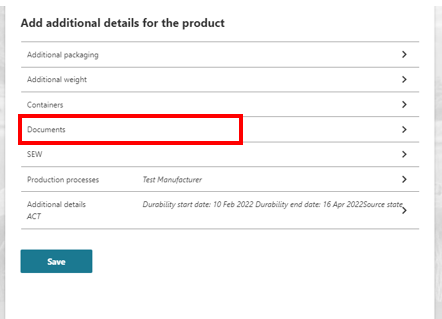 Add additional details for the product
Additional packaging
Additional weight
Containers
Documents
SEW
Production processes Test Manufacturer
Additional details Durability start date: 10 Feb 2022 Durability end date: 16 Apr 2022Source state
ACT
Save